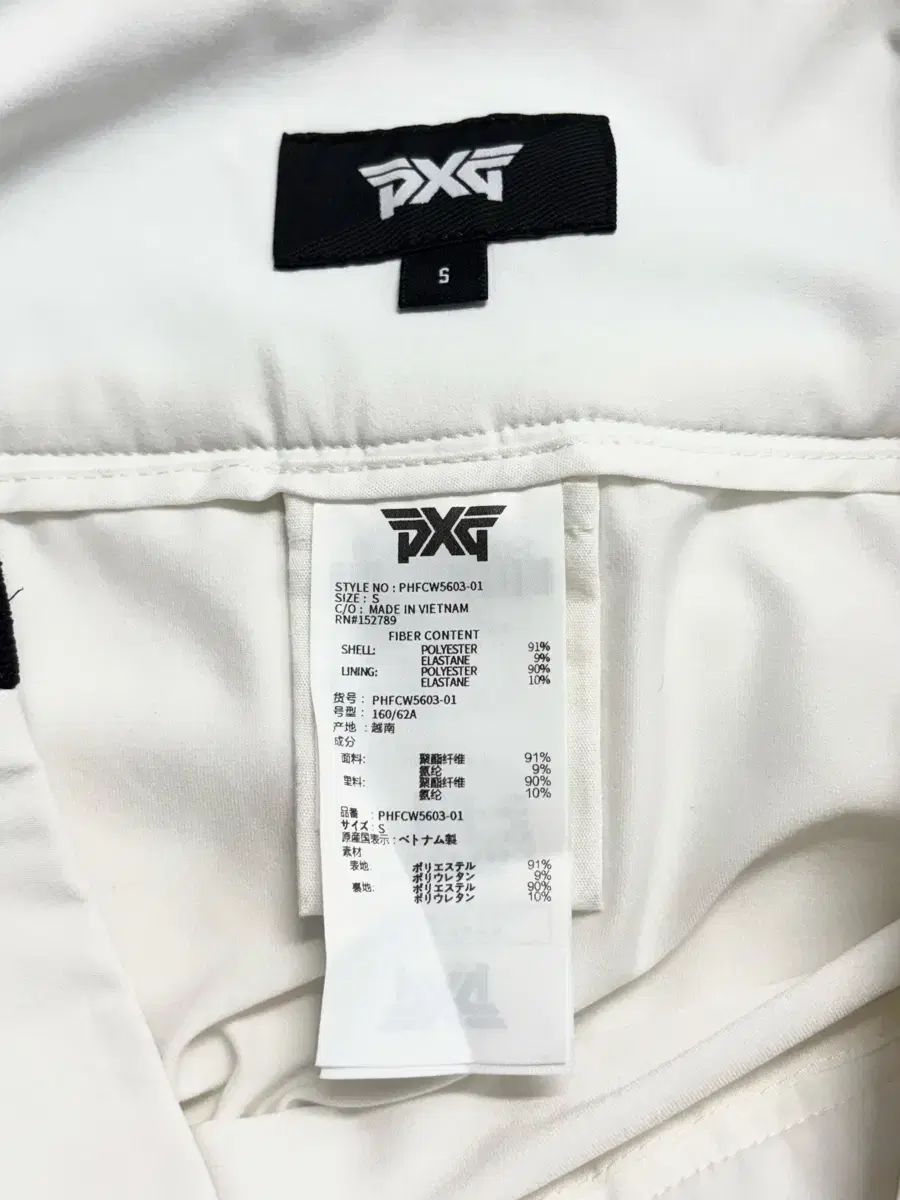 PXG
S
PXG
STYLE NO : PHFCW5603-01
SIZE : S
C/O : MADE IN VIETNAM
RN#152789
FIBER CONTENT
SHELL: POLYESTER 91%
ELASTANE 9%
LINING: POLYESTER 90%
ELASTANE 10%
货号 : PHFCW5603-01
号型 : 160/62A
产地 : 越南
成分
面料: 聚酯纤维 91%
氨纶 9%
里料: 聚酯纤维 90%
氨纶 10%
品番 : PHFCW5603-01
サイズ : S
原産国表示 : ベトナム製
素材
表地: ポリエステル 91%
ポリウレタン 9%
裏地: ポリエステル 90%
ポリウレタン 10%